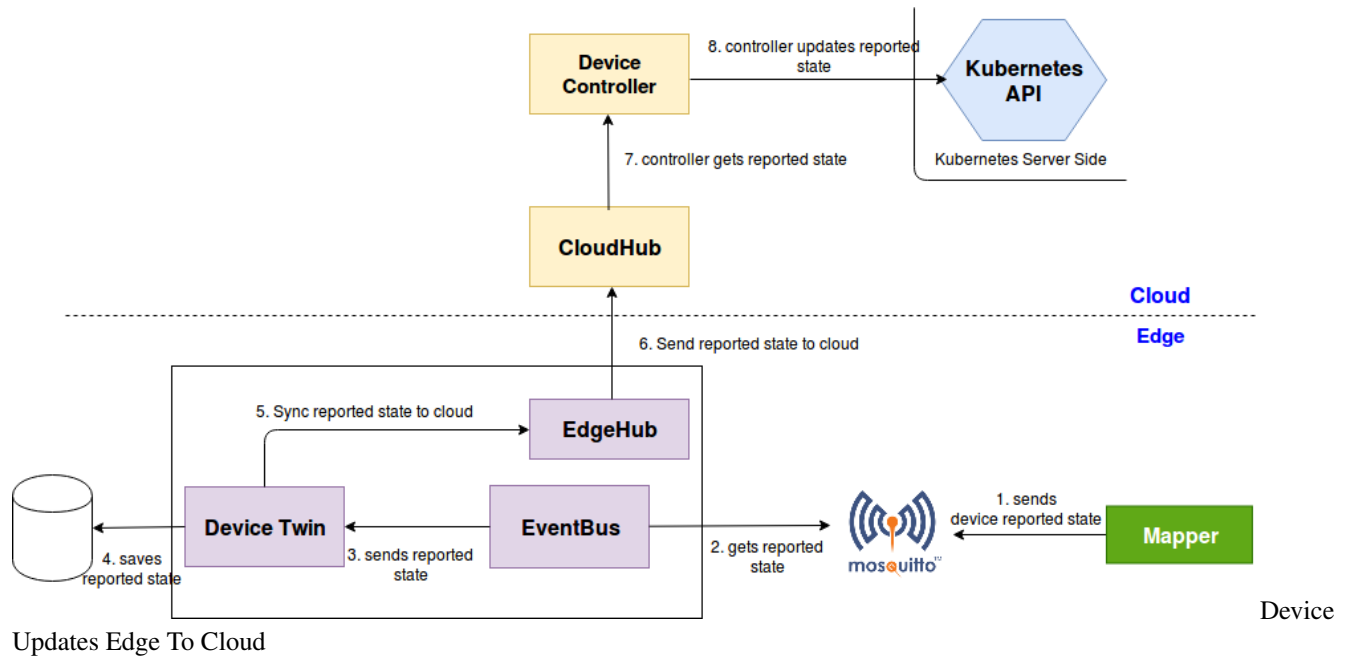 8. controller updates reported
state
Device
Controller
Kubernetes
API
7. controller gets reported state
Kubernetes Server Side
CloudHub
Cloud
Edge
6. Send reported state to cloud
5. Sync reported state to cloud
EdgeHub
1. sends
device reported state
Device Twin
EventBus
Mapper
2. gets reported
state
3. sends reported
state
4. saves
reported state
mosquitto™
Device
Updates Edge To Cloud